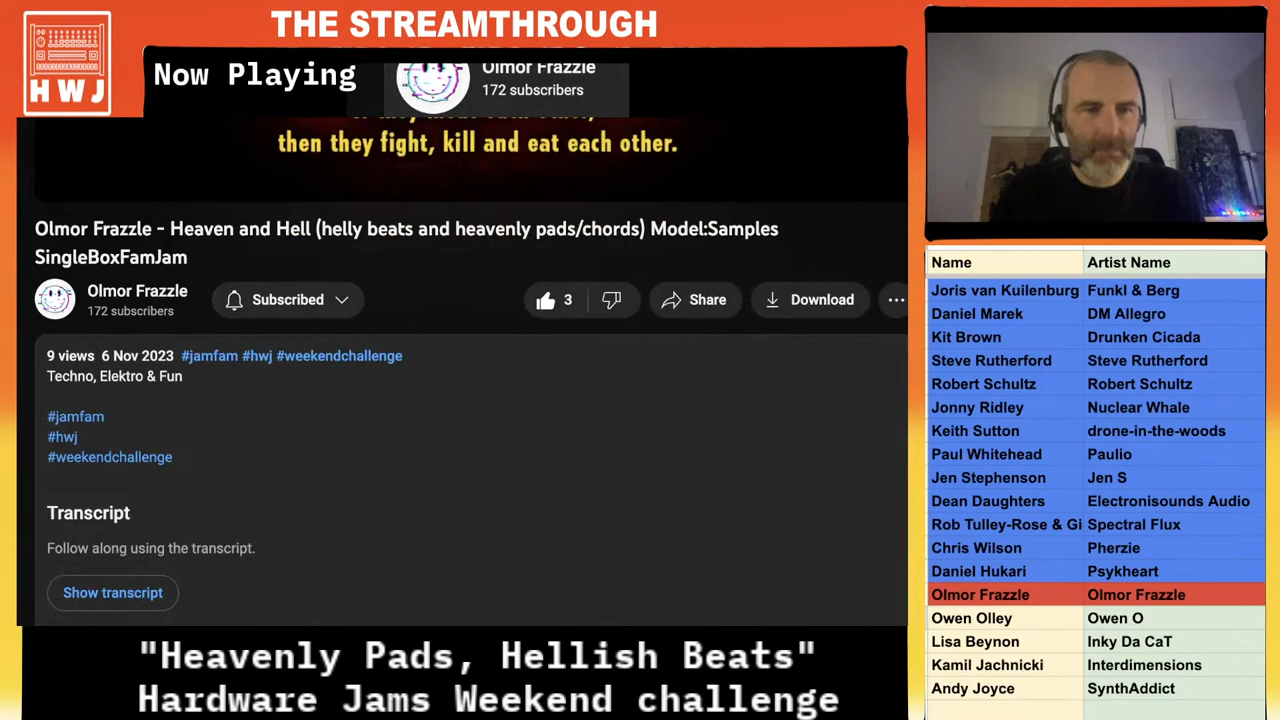 THE STREAMTHROUGH
HWJ
Now Playing
Olmor Frazzle
172 subscribers
then they fight, kill and eat each other.
Olmor Frazzle - Heaven and Hell (helly beats and heavenly pads/chords) Model:Samples
SingleBoxFamJam
Olmor Frazzle
172 subscribers
Subscribed
3
Share
Download
9 views 6 Nov 2023 #jamfam #hwj #weekendchallenge
Techno, Elektro & Fun
#jamfam
#hwj
#weekendchallenge
Transcript
Follow along using the transcript.
Show transcript
"Heavenly Pads, Hellish Beats"
Hardware Jams Weekend challenge
Name Artist Name
Joris van Kuilenburg Funkl & Berg
Daniel Marek DM Allegro
Kit Brown Drunken Cicada
Steve Rutherford Steve Rutherford
Robert Schultz Robert Schultz
Jonny Ridley Nuclear Whale
Keith Sutton drone-in-the-woods
Paul Whitehead Paulio
Jen Stephenson Jen S
Dean Daughters Electronisounds Audio
Rob Tulley-Rose & Gi Spectral Flux
Chris Wilson Pherzie
Daniel Hukari Psykheart
Olmor Frazzle Olmor Frazzle
Owen Olley Owen O
Lisa Beynon Inky Da CaT
Kamil Jachnicki Interdimensions
Andy Joyce SynthAddict